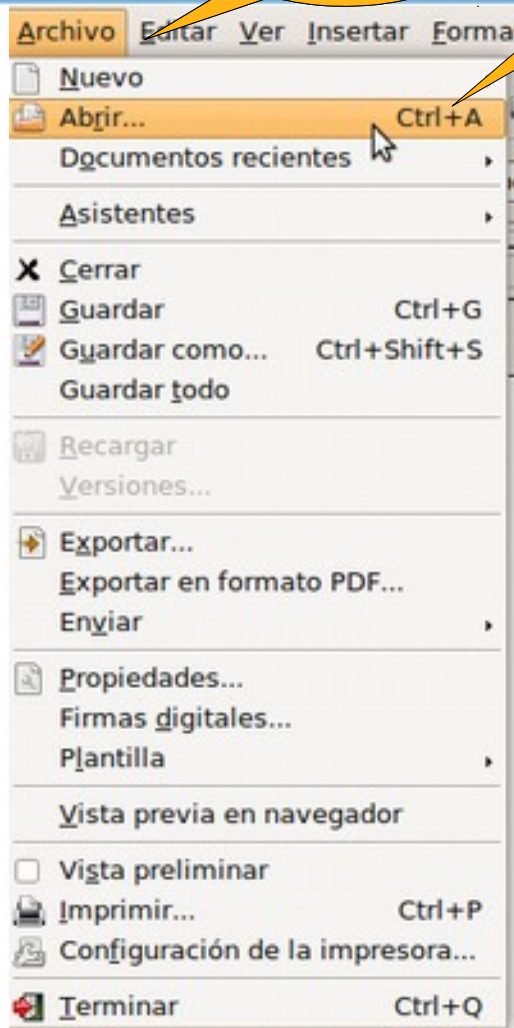 Archivo Editar Ver Insertar Forma
Nuevo
Abrir... Ctrl+A
Documentos recientes
Asistentes
Cerrar
Guardar Ctrl+G
Guardar como... Ctrl+Shift+S
Guardar todo
Recargar
Versiones...
Exportar...
Exportar en formato PDF...
Enviar
Propiedades...
Firmas digitales...
Plantilla
Vista previa en navegador
Vista preliminar
Imprimir... Ctrl+P
Configuración de la impresora...
Terminar Ctrl+Q